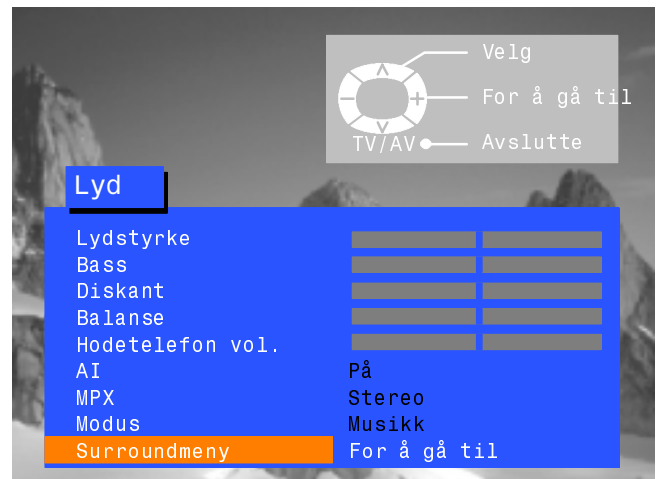 Velg
For å gå til
TV/AV Avslutte
Lyd
Lydstyrke
Bass
Diskant
Balanse
Hodetelefon vol.
AI På
MPX Stereo
Modus Musikk
Surroundmeny For å gå til